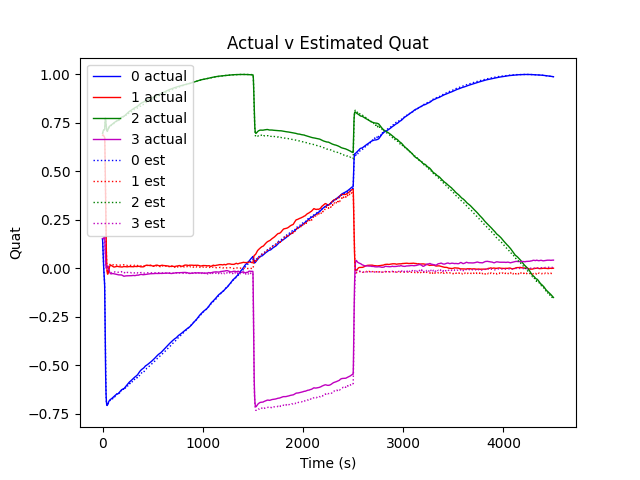 Actual v Estimated Quat
1.00
0.75
0.50
0.25
0.00
−0.25
−0.50
−0.75
Quat
0 actual
1 actual
2 actual
3 actual
0 est
1 est
2 est
3 est
0 1000 2000 3000 4000
Time (s)